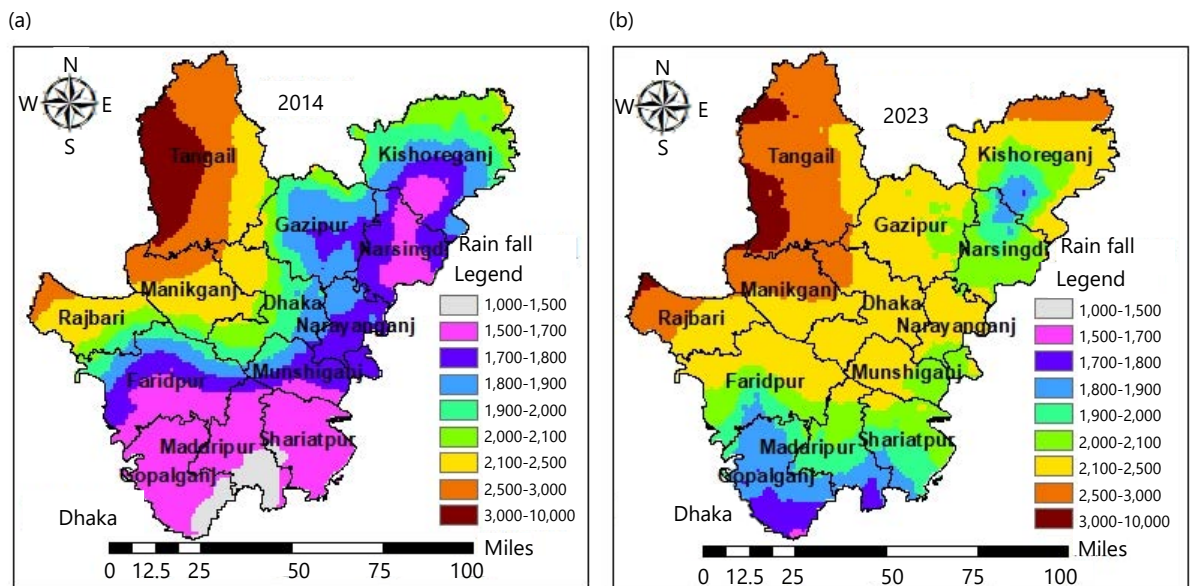 (a)
N
W E
S
2014
Tangail
Kishoreganj
Gazipur
Narsingdi
Manikganj
Dhaka
Rajbari
Narayanganj
Faridpur
Munshiganj
Madaripur
Shariatpur
Gopalganj
Dhaka
Rain fall
Legend
1,000-1,500
1,500-1,700
1,700-1,800
1,800-1,900
1,900-2,000
2,000-2,100
2,100-2,500
2,500-3,000
3,000-10,000
Miles
0 12.5 25 50 75 100
(b)
N
W E
S
2023
Tangail
Kishoreganj
Gazipur
Narsingdi
Manikganj
Dhaka
Rajbari
Narayanganj
Faridpur
Munshiganj
Madaripur
Shariatpur
Gopalganj
Dhaka
Rain fall
Legend
1,000-1,500
1,500-1,700
1,700-1,800
1,800-1,900
1,900-2,000
2,000-2,100
2,100-2,500
2,500-3,000
3,000-10,000
Miles
0 12.5 25 50 75 100